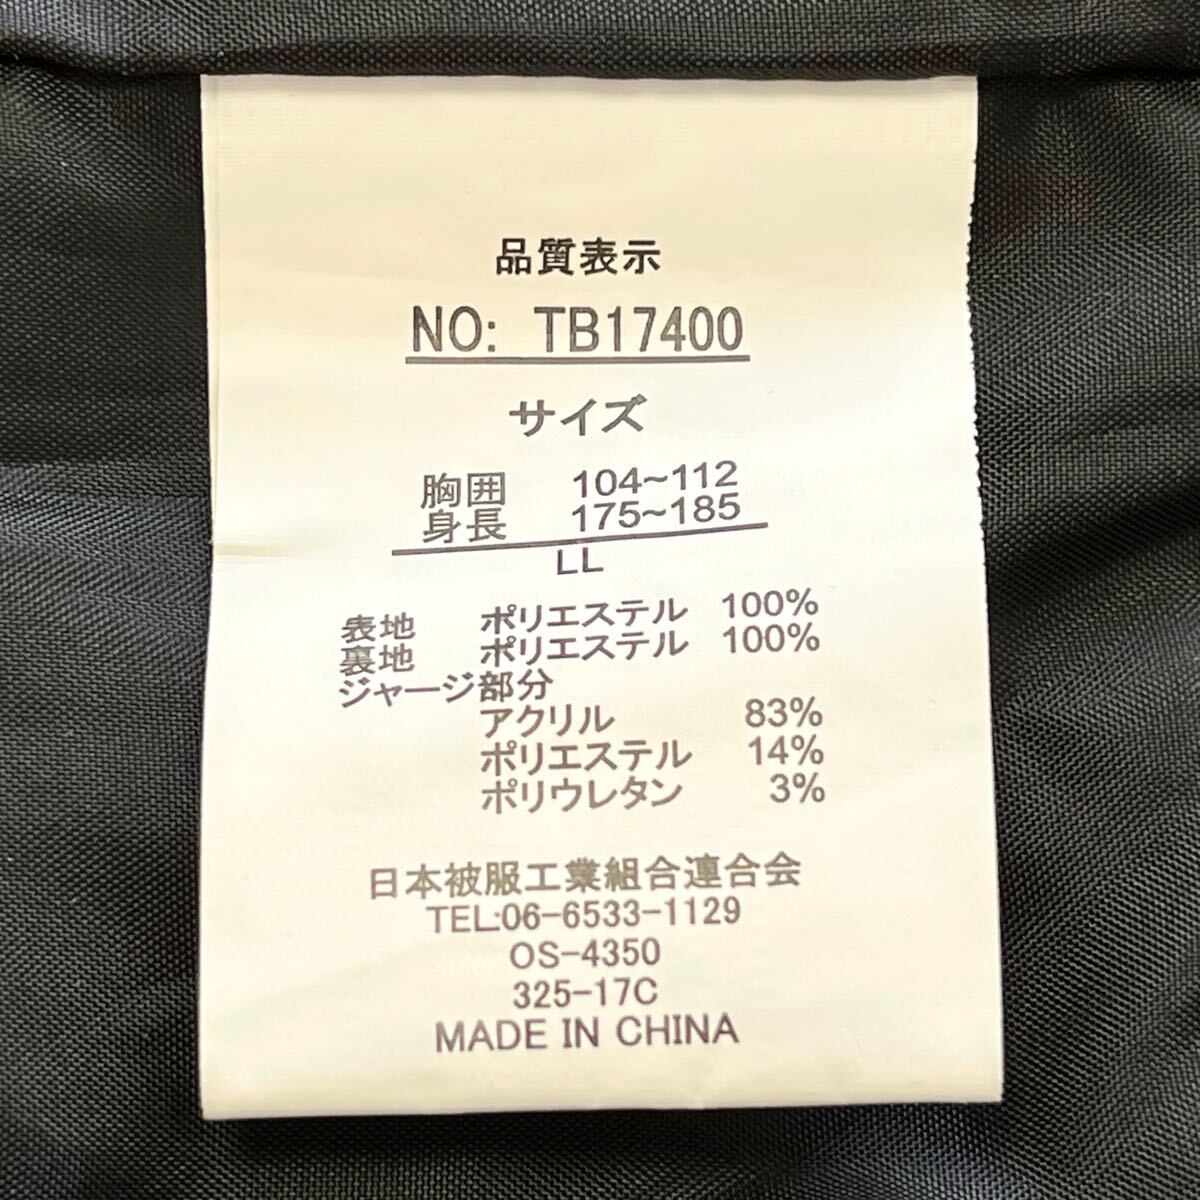 品質表示
NO: TB17400
サイズ
胸囲 104~112
身長 175~185
LL
表地 ポリエステル 100%
裏地 ポリエステル 100%
ジャージ部分
アクリル 83%
ポリエステル 14%
ポリウレタン 3%
日本被服工業組合連合会
TEL:06-6533-1129
OS-4350
325-17C
MADE IN CHINA